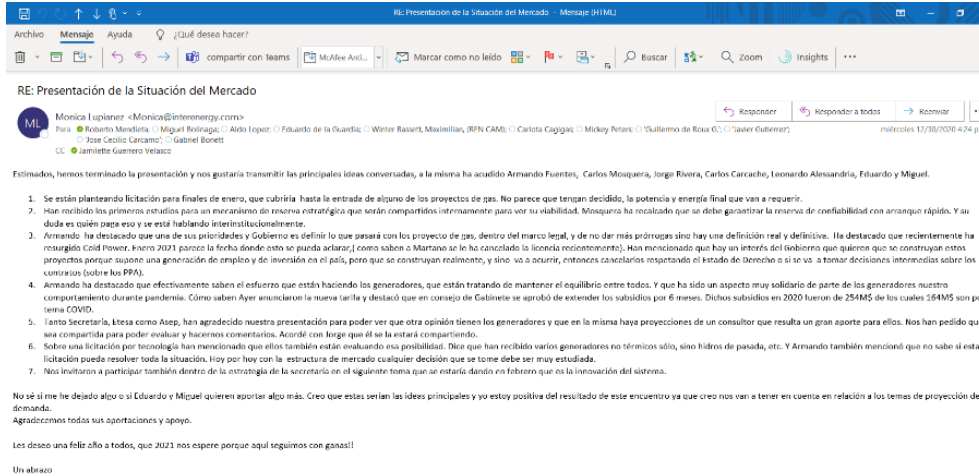 RE: Presentación de la Situación del Mercado - Mensaje (HTML)
Archivo Mensaje Ayuda ¿Qué desea hacer?
compartir con Teams McAfee Anti... Marcar como no leído Buscar Zoom Insights
RE: Presentación de la Situación del Mercado
Responder Responder a todos Reenviar
ML
Monica Lupianez <Monica@interenergy.com>
Para Roberto Mendieta; Miguel Bolinaga; Aldo Lopez; Eduardo de la Guardia; Winter Bassett, Maximilian, (REN CAM); Carlota Cagigas; Mickey Peters; 'Guillermo de Roux G.'; 'Javier Gutierrez';
miércoles 12/30/2020 4:24 p
'Jose Cecilio Carcamo'; Gabriel Bonett
CC Jamilette Guerrero Velasco
Estimados, hemos terminado la presentación y nos gustaría transmitir las principales ideas conversadas, a la misma ha acudido Armando Fuentes, Carlos Mosquera, Jorge Rivera, Carlos Carcache, Leonardo Alessandria, Eduardo y Miguel.
1. Se están planteando licitación para finales de enero, que cubriría hasta la entrada de alguno de los proyectos de gas. No parece que tengan decidido, la potencia y energía final que van a requerir.
2. Han recibido los primeros estudios para un mecanismo de reserva estratégica que serán compartidos internamente para ver su viabilidad. Mosquera ha recalcado que se debe garantizar la reserva de confiabilidad con arranque rápido. Y su
duda es quién paga eso y se está hablando interinstitucionalmente.
3. Armando ha destacado que una de sus prioridades y Gobierno es definir lo que pasará con los proyecto de gas, dentro del marco legal, y de no dar más prórrogas sino hay una definición real y definitiva. Ha destacado que recientemente ha
resurgido Cold Power. Enero 2021 parece la fecha donde esto se pueda aclarar,( como saben a Martano se le ha cancelado la licencia recientemente). Han mencionado que hay un interés del Gobierno que quieren que se construyan estos
proyectos porque supone una generación de empleo y de inversión en el país, pero que se construyan realmente, y sino va a ocurrir, entonces cancelarlos respetando el Estado de Derecho o si se va a tomar decisiones intermedias sobre los
contratos (sobre los PPA).
4. Armando ha destacado que efectivamente saben el esfuerzo que están haciendo los generadores, que están tratando de mantener el equilibrio entre todos. Y que ha sido un aspecto muy solidario de parte de los generadores nuestro
comportamiento durante pandemia. Cómo saben Ayer anunciaron la nueva tarifa y destacó que en consejo de Gabinete se aprobó de extender los subsidios por 6 meses. Dichos subsidios en 2020 fueron de 254M$ de los cuales 164M$ son po
tema COVID.
5. Tanto Secretaría, Etesa como Asep, han agradecido nuestra presentación para poder ver que otra opinión tienen los generadores y que en la misma haya proyecciones de un consultor que resulta un gran aporte para ellos. Nos han pedido qu
sea compartida para poder evaluar y hacernos comentarios. Acordé con Jorge que él se la estará compartiendo.
6. Sobre una licitación por tecnología han mencionado que ellos también están evaluando esa posibilidad. Dice que han recibido varios generadores no térmicos sólo, sino hidros de pasada, etc. Y Armando también mencionó que no sabe si esta
licitación pueda resolver toda la situación. Hoy por hoy con la estructura de mercado cualquier decisión que se tome debe ser muy estudiada.
7. Nos invitaron a participar también dentro de la estrategia de la secretaría en el siguiente tema que se estaría dando en febrero que es la innovación del sistema.
No sé si me he dejado algo o si Eduardo y Miguel quieren aportar algo más. Creo que estas serían las ideas principales y yo estoy positiva del resultado de este encuentro ya que creo nos van a tener en cuenta en relación a los temas de proyección de
demanda.
Agradecemos todas sus aportaciones y apoyo.
Les deseo una feliz año a todos, que 2021 nos espere porque aquí seguimos con ganas!!
Un abrazo